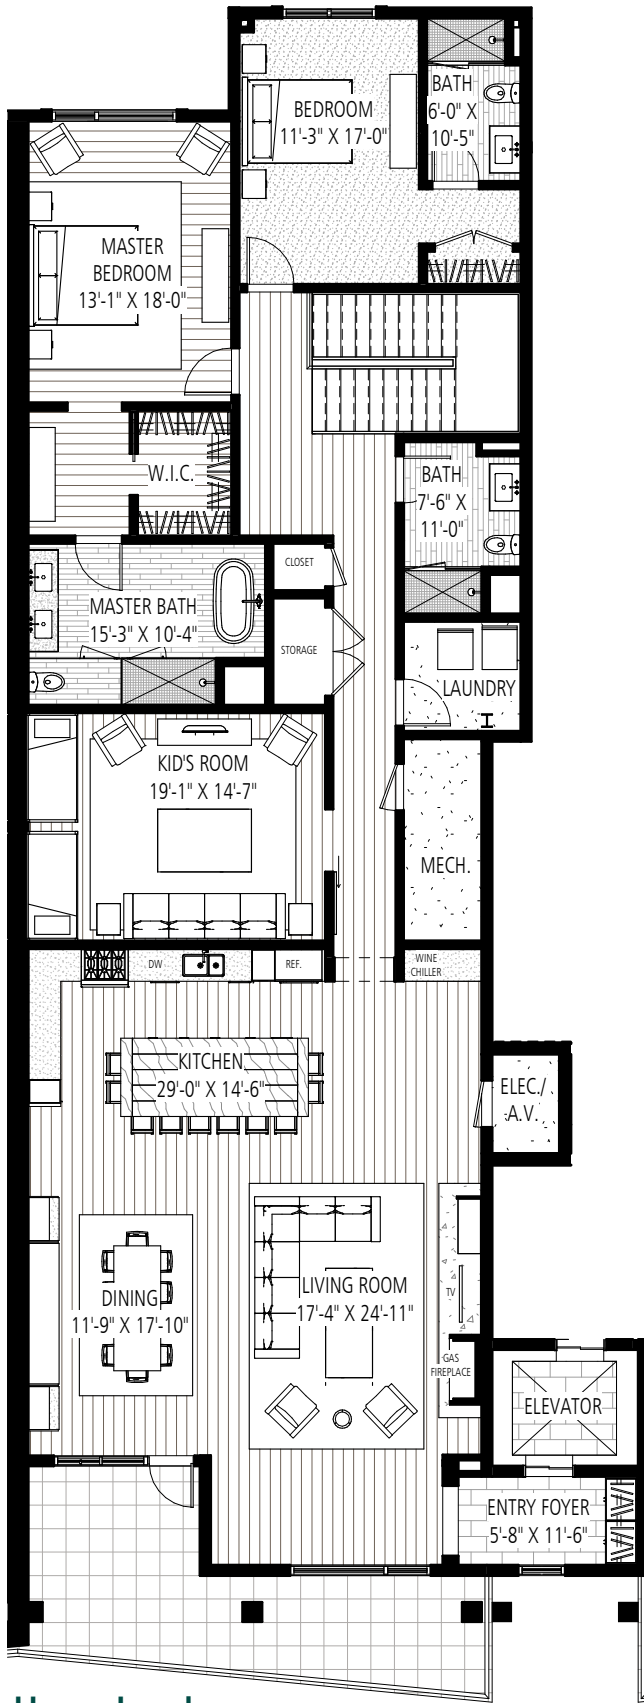 BATH
6'-0" X
10'-5"
BEDROOM
11'-3" X 17'-0"
MASTER
BEDROOM
13'-1" X 18'-0"
W.I.C.
BATH
7'-6" X
11'-0"
CLOSET
MASTER BATH
15'-3" X 10'-4"
STORAGE
LAUNDRY
KID'S ROOM
19'-1" X 14'-7"
MECH.
DW
REF.
WINE
CHILLER
KITCHEN
29'-0" X 14'-6"
ELEC./
A.V.
DINING
11'-9" X 17'-10"
LIVING ROOM
17'-4" X 24'-11"
TV
GAS
FIREPLACE
ELEVATOR
ENTRY FOYER
5'-8" X 11'-6"